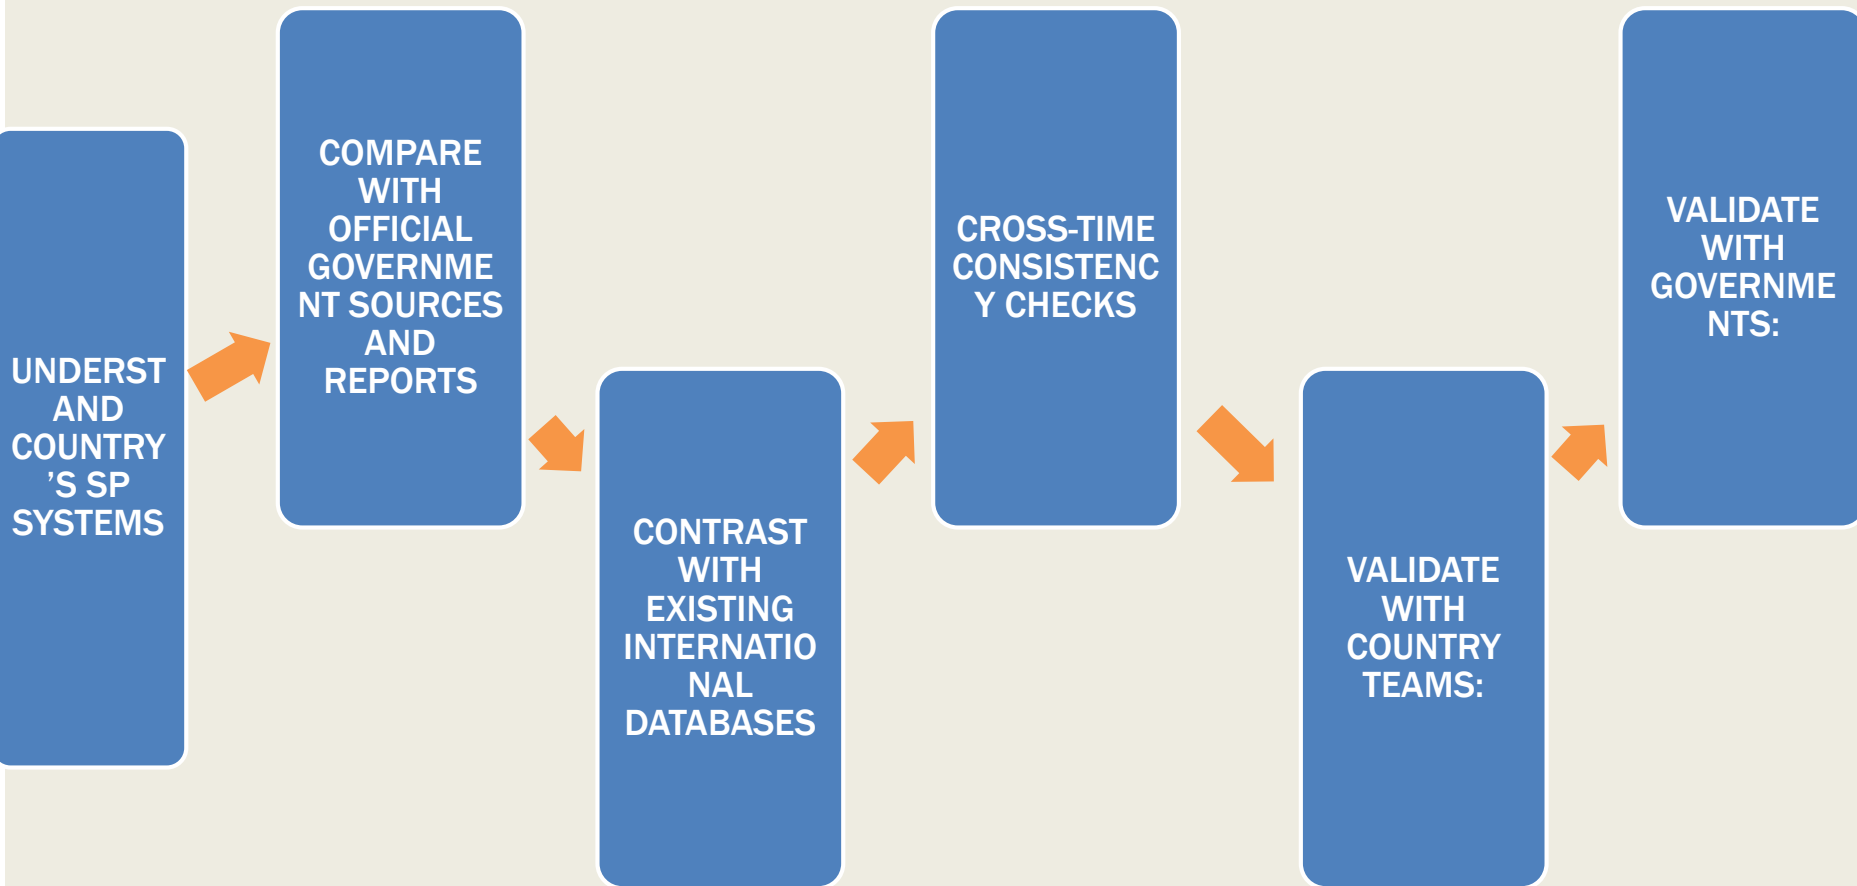 UNDERST
AND
COUNTRY
’S SP
SYSTEMS
COMPARE
WITH
OFFICIAL
GOVERNME
NT SOURCES
AND
REPORTS
CONTRAST
WITH
EXISTING
INTERNATIO
NAL
DATABASES
CROSS-TIME
CONSISTENC
Y CHECKS
VALIDATE
WITH
COUNTRY
TEAMS:
VALIDATE
WITH
GOVERNME
NTS: